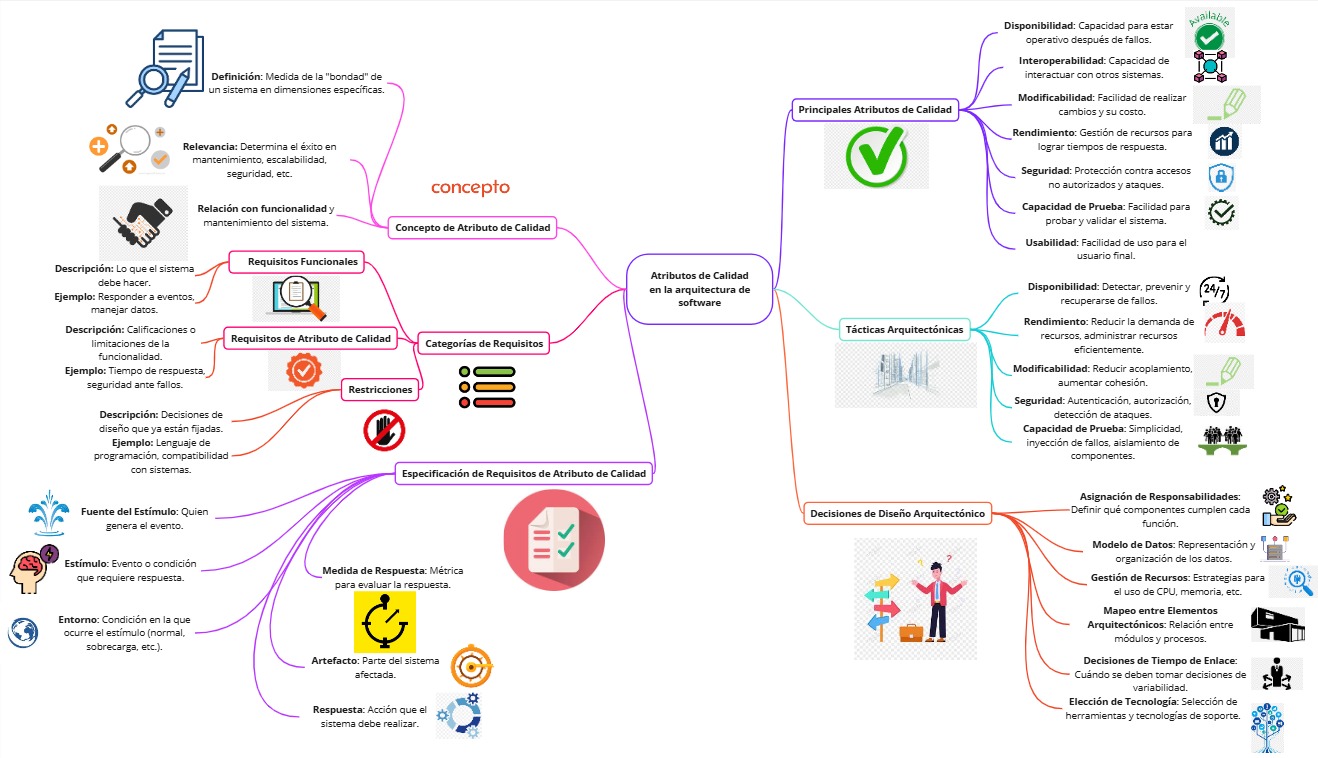 Atributos de Calidad
en la arquitectura de
software
concepto
Concepto de Atributo de Calidad
Definición: Medida de la "bondad" de
un sistema en dimensiones específicas.
Relevancia: Determina el éxito en
mantenimiento, escalabilidad,
seguridad, etc.
Relación con funcionalidad y
mantenimiento del sistema.
Categorías de Requisitos
Requisitos Funcionales
Descripción: Lo que el sistema
debe hacer.
Ejemplo: Responder a eventos,
manejar datos.
Requisitos de Atributo de Calidad
Descripción: Calificaciones o
limitaciones de la
funcionalidad.
Ejemplo: Tiempo de respuesta,
seguridad ante fallos.
Restricciones
Descripción: Decisiones de
diseño que ya están fijadas.
Ejemplo: Lenguaje de
programación, compatibilidad
con sistemas.
Especificación de Requisitos de Atributo de Calidad
Fuente del Estímulo: Quien
genera el evento.
Estímulo: Evento o condición
que requiere respuesta.
Entorno: Condición en la que
ocurre el estímulo (normal,
sobrecarga, etc.).
Medida de Respuesta: Métrica
para evaluar la respuesta.
Artefacto: Parte del sistema
afectada.
Respuesta: Acción que el
sistema debe realizar.
Principales Atributos de Calidad
Disponibilidad: Capacidad para estar
operativo después de fallos.
Available
Interoperabilidad: Capacidad de
interactuar con otros sistemas.
Modificabilidad: Facilidad de realizar
cambios y su costo.
Rendimiento: Gestión de recursos para
lograr tiempos de respuesta.
Seguridad: Protección contra accesos
no autorizados y ataques.
Capacidad de Prueba: Facilidad para
probar y validar el sistema.
Usabilidad: Facilidad de uso para el
usuario final.
Tácticas Arquitectónicas
Disponibilidad: Detectar, prevenir y
recuperarse de fallos.
24/7
Rendimiento: Reducir la demanda de
recursos, administrar recursos
eficientemente.
Modificabilidad: Reducir acoplamiento,
aumentar cohesión.
Seguridad: Autenticación, autorización,
detección de ataques.
Capacidad de Prueba: Simplicidad,
inyección de fallos, aislamiento de
componentes.
Decisiones de Diseño Arquitectónico
Asignación de Responsabilidades:
Definir qué componentes cumplen cada
función.
Modelo de Datos: Representación y
organización de los datos.
Gestión de Recursos: Estrategias para
el uso de CPU, memoria, etc.
Mapeo entre Elementos
Arquitectónicos: Relación entre
módulos y procesos.
Decisiones de Tiempo de Enlace:
Cuándo se deben tomar decisiones de
variabilidad.
Elección de Tecnología: Selección de
herramientas y tecnologías de soporte.